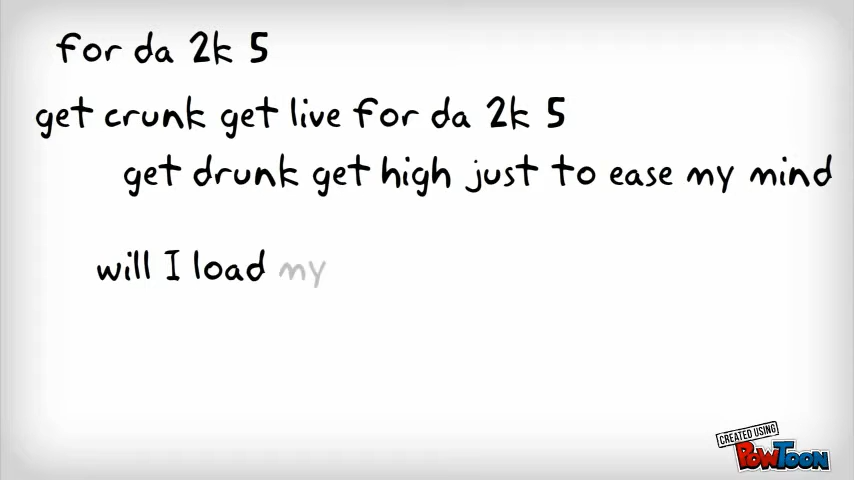 for da 2k 5
get crunk get live for da 2k 5
get drunk get high just to ease my mind
will I load my
CREATED USING
POWTOON